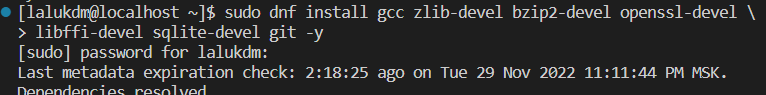 [lalukdm@localhost ~]$ sudo dnf install gcc zlib-devel bzip2-devel openssl-devel \
> libffi-devel sqlite-devel git -y
[sudo] password for lalukdm:
Last metadata expiration check: 2:18:25 ago on Tue 29 Nov 2022 11:11:44 PM MSK.
Dependencies resolved